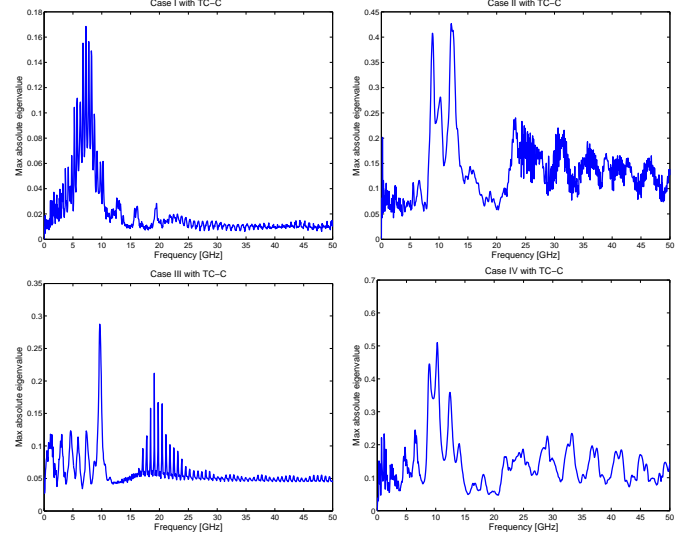 Case I with TC-C
0.18
0.16
0.14
0.12
0.1
0.08
0.06
0.04
0.02
0
Max absolute eigenvalue
0 5 10 15 20 25 30 35 40 45 50
Frequency [GHz]
Case II with TC-C
0.45
0.4
0.35
0.3
0.25
0.2
0.15
0.1
0.05
0
Max absolute eigenvalue
0 5 10 15 20 25 30 35 40 45 50
Frequency [GHz]
Case III with TC-C
0.35
0.3
0.25
0.2
0.15
0.1
0.05
0
Max absolute eigenvalue
0 5 10 15 20 25 30 35 40 45 50
Frequency [GHz]
Case IV with TC-C
0.7
0.6
0.5
0.4
0.3
0.2
0.1
0
Max absolute eigenvalue
0 5 10 15 20 25 30 35 40 45 50
Frequency [GHz]